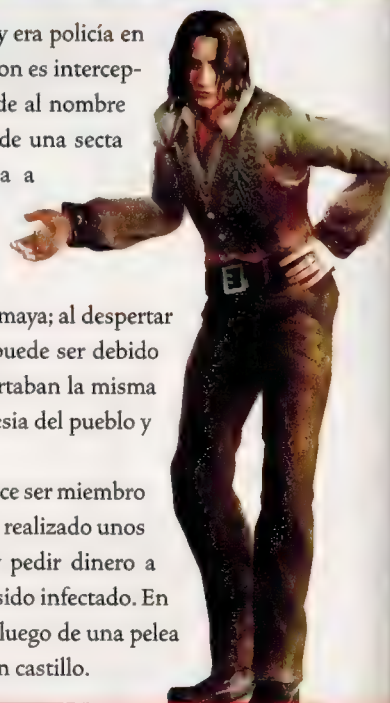 y era policía en
on es intercep-
de al nombre
de una secta
a a
maya; al despertar
puede ser debido
rtaban la misma
esia del pueblo y
ce ser miembro
realizado unos
pedir dinero a
sido infectado. En
luego de una pelea
n castillo.